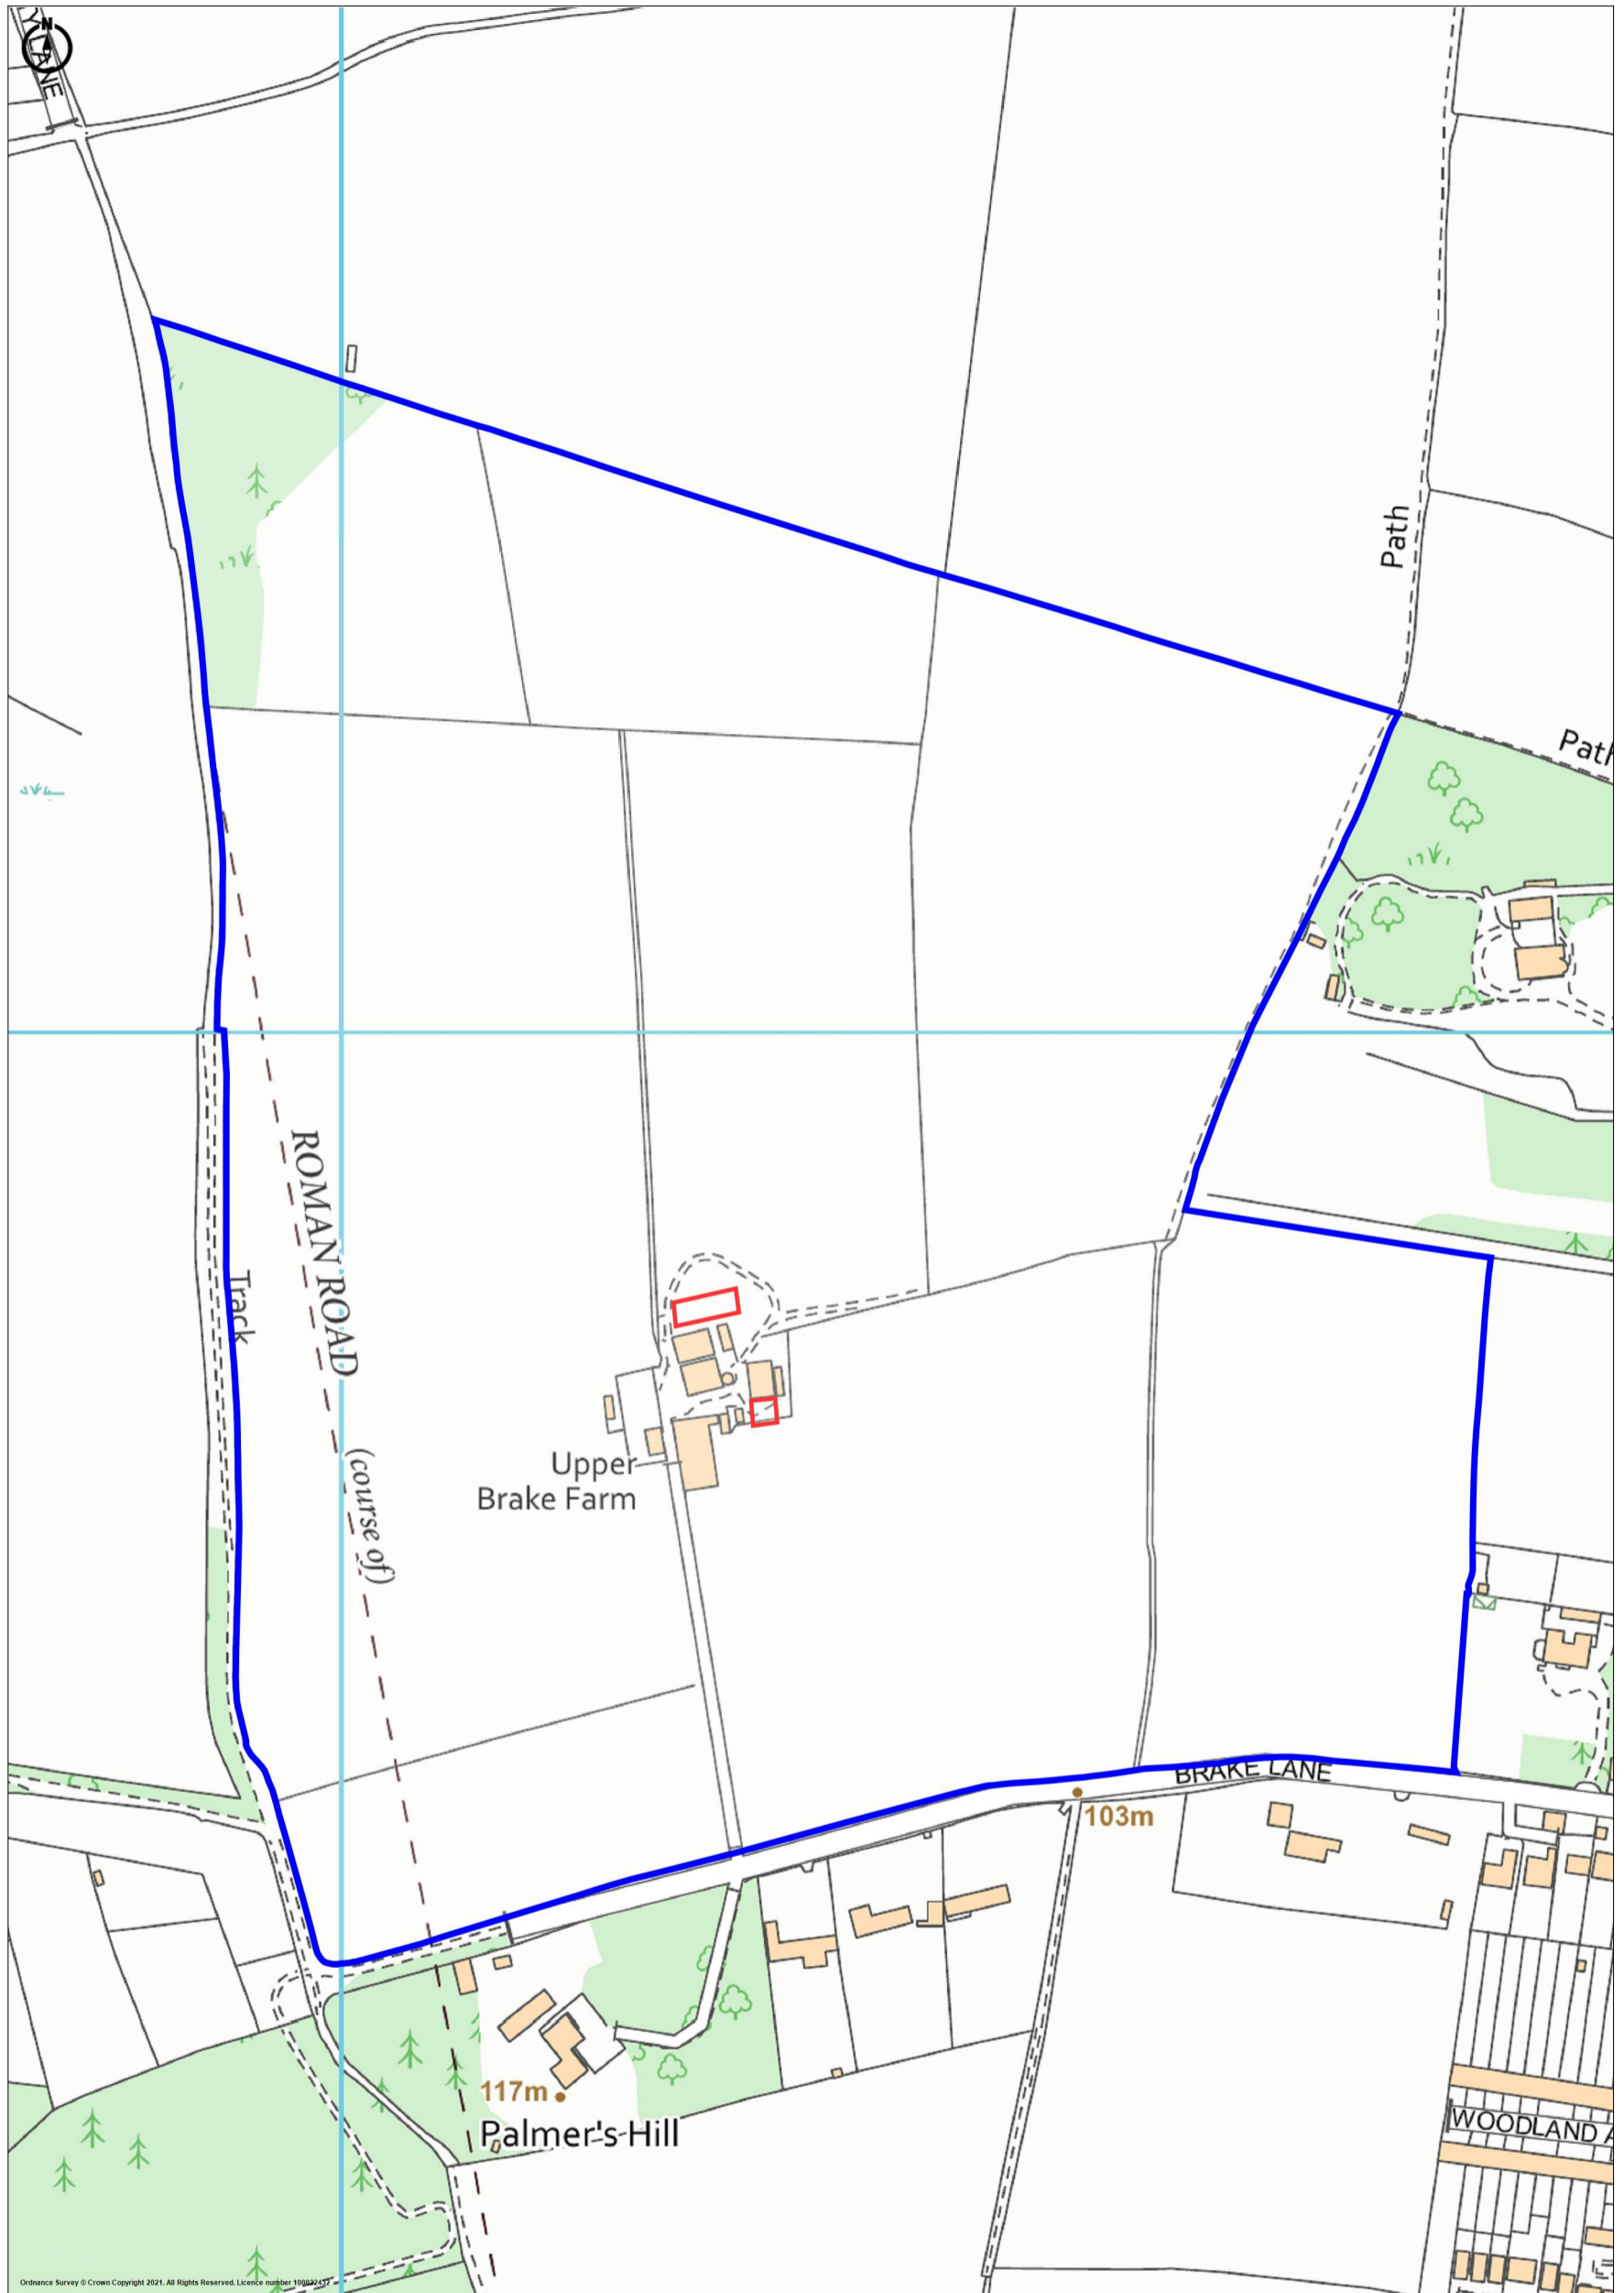 N
Y LANE
Path
Path
ROMAN ROAD
Track
(course of)
Upper
Brake Farm
BRAKE LANE
103m
117m
Palmer's Hill
WOODLAND A
Ordnance Survey © Crown Copyright 2021. All Rights Reserved. Licence number 100022432